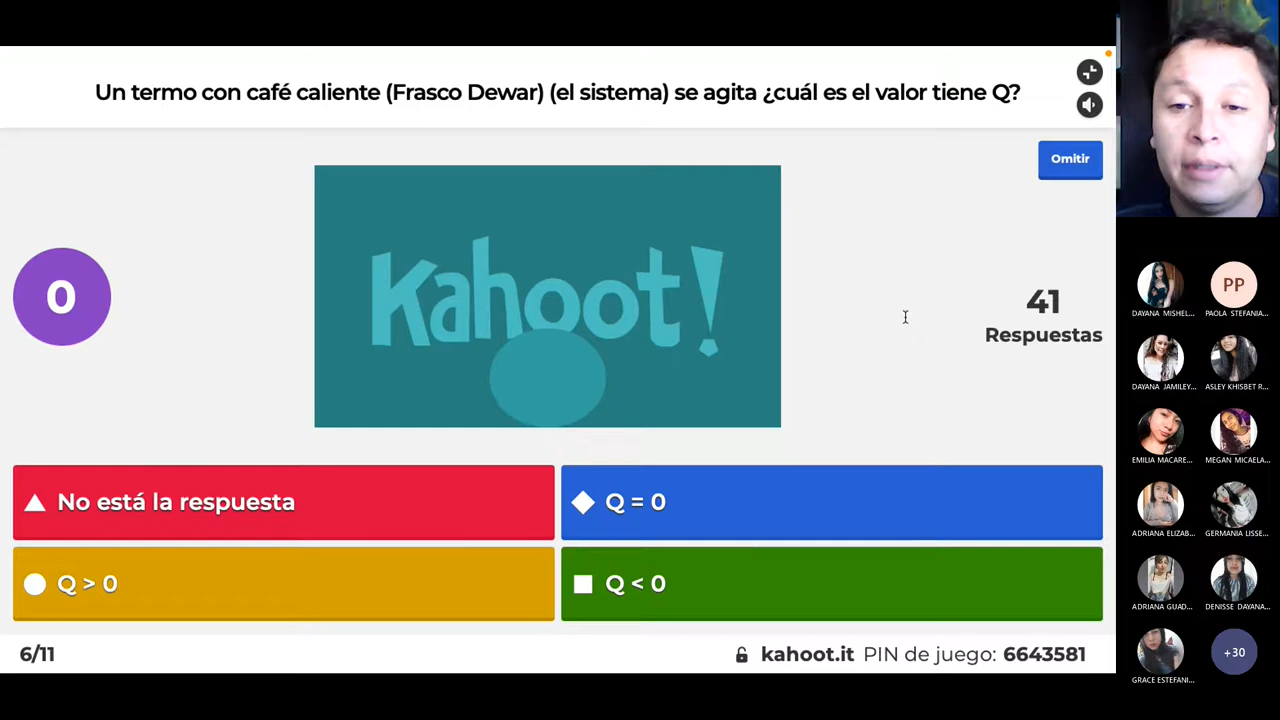 Un termo con café caliente (Frasco Dewar) (el sistema) se agita ¿cuál es el valor tiene Q?
Omitir
0
Kahoot!
41
Respuestas
No está la respuesta
Q = 0
Q > 0
Q < 0
6/11
kahoot.it PIN de juego: 6643581
PP
DAYANA MISHEL...
PAOLA STEFANIA...
DAYANA JAMILEY...
ASLEY KHISBET R...
EMILIA MACARE...
MEGAN MICAELA...
ADRIANA ELIZAB...
GERMANIA LISSE...
ADRIANA GUAD...
DENISSE DAYANA...
+30
GRACE ESTEFANI...